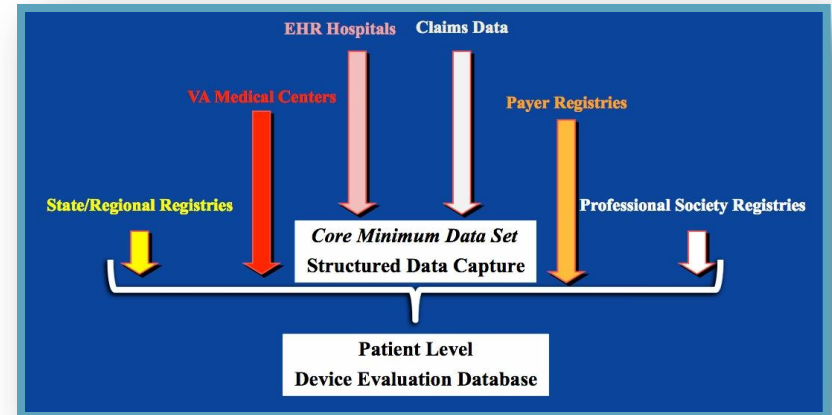 EHR Hospitals
Claims Data
VA Medical Centers
Payer Registries
State/Regional Registries
Professional Society Registries
Core Minimum Data Set
Structured Data Capture
Patient Level
Device Evaluation Database